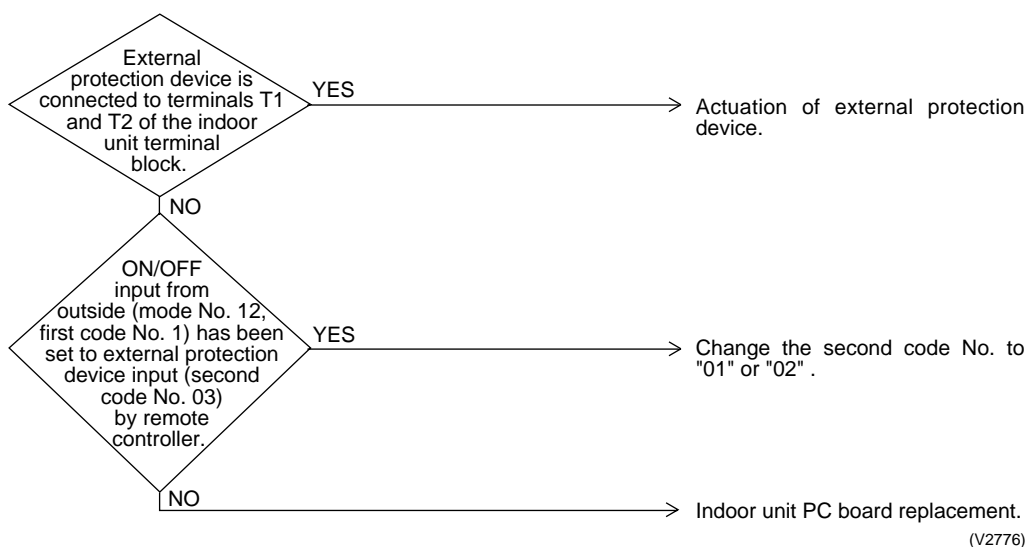 External
protection device is
connected to terminals T1
and T2 of the indoor
unit terminal
block.
YES
Actuation of external protection
device.
NO
ON/OFF
input from
outside (mode No. 12,
first code No. 1) has been
set to external protection
device input (second
code No. 03)
by remote
controller.
YES
Change the second code No. to
"01" or "02" .
NO
Indoor unit PC board replacement.
(V2776)